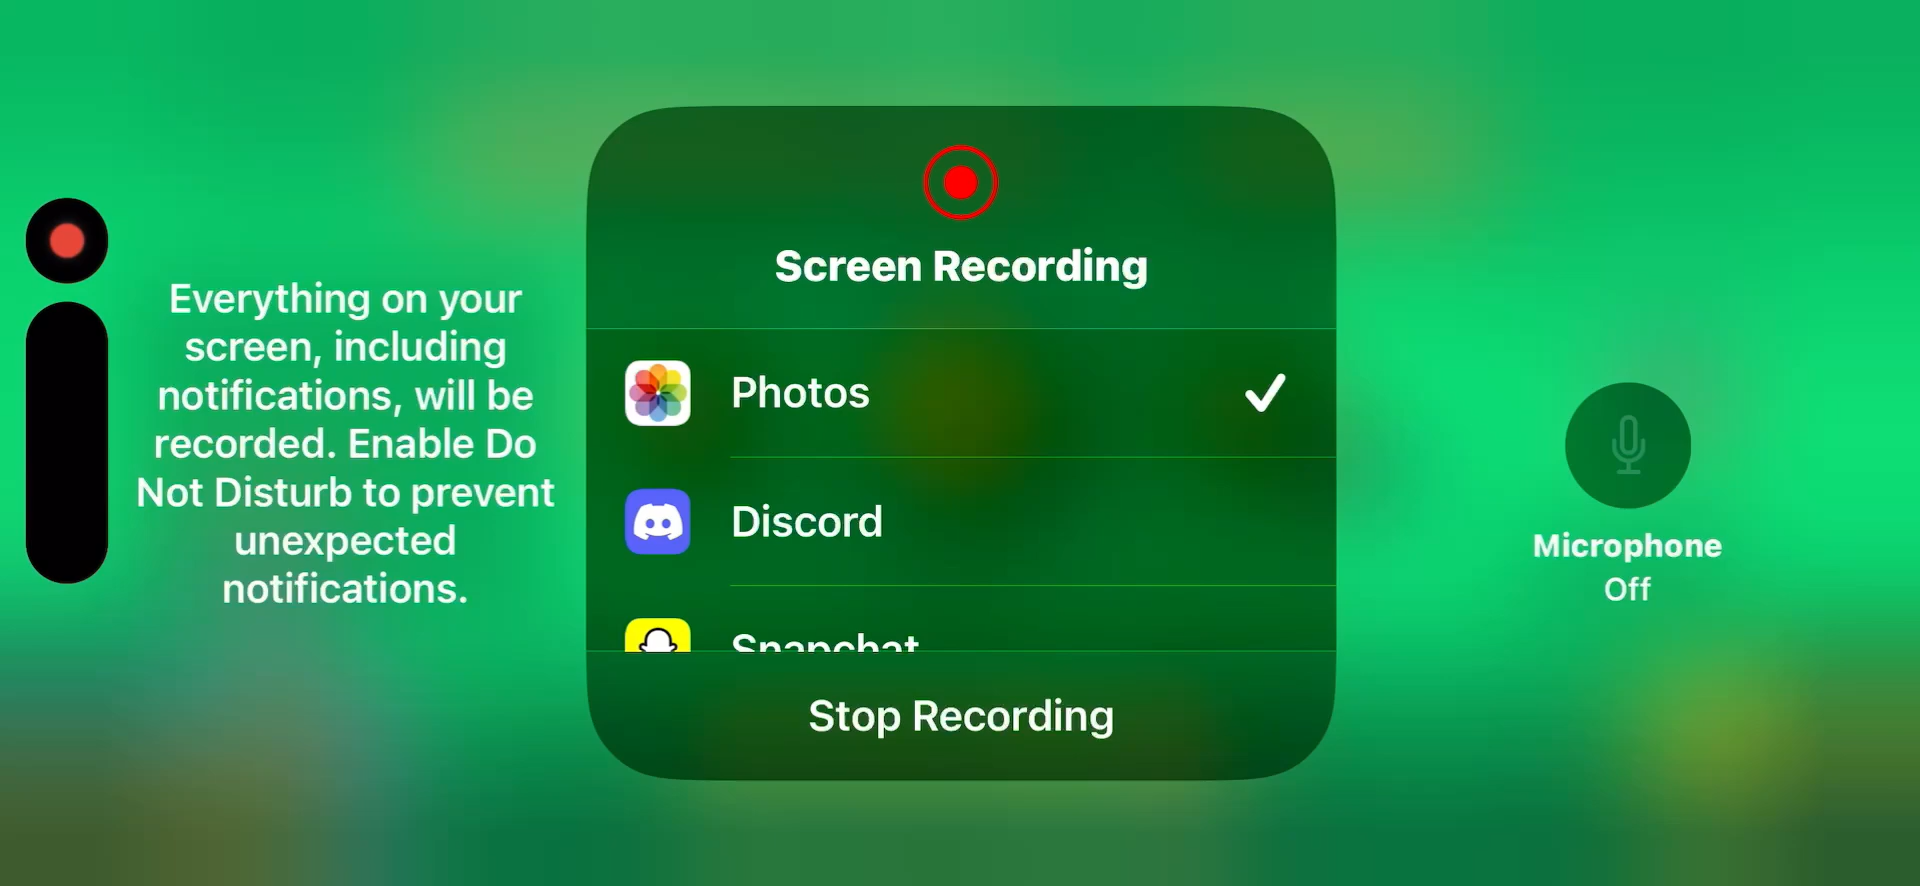 Everything on your
screen, including
notifications, will be
recorded. Enable Do
Not Disturb to prevent
unexpected
notifications.
Screen Recording
Photos
Discord
Snapchat
Stop Recording
Microphone
Off